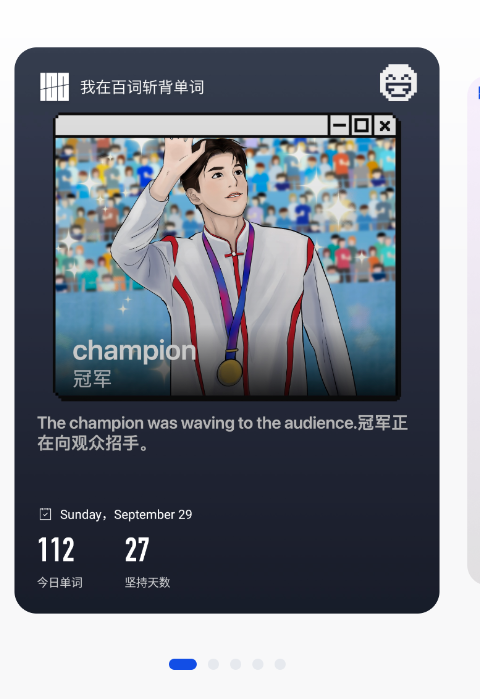 我在百词斩背单词
champion
冠军
The champion was waving to the audience.冠军正
在向观众招手。
Sunday，September 29
112 27
今日单词 坚持天数